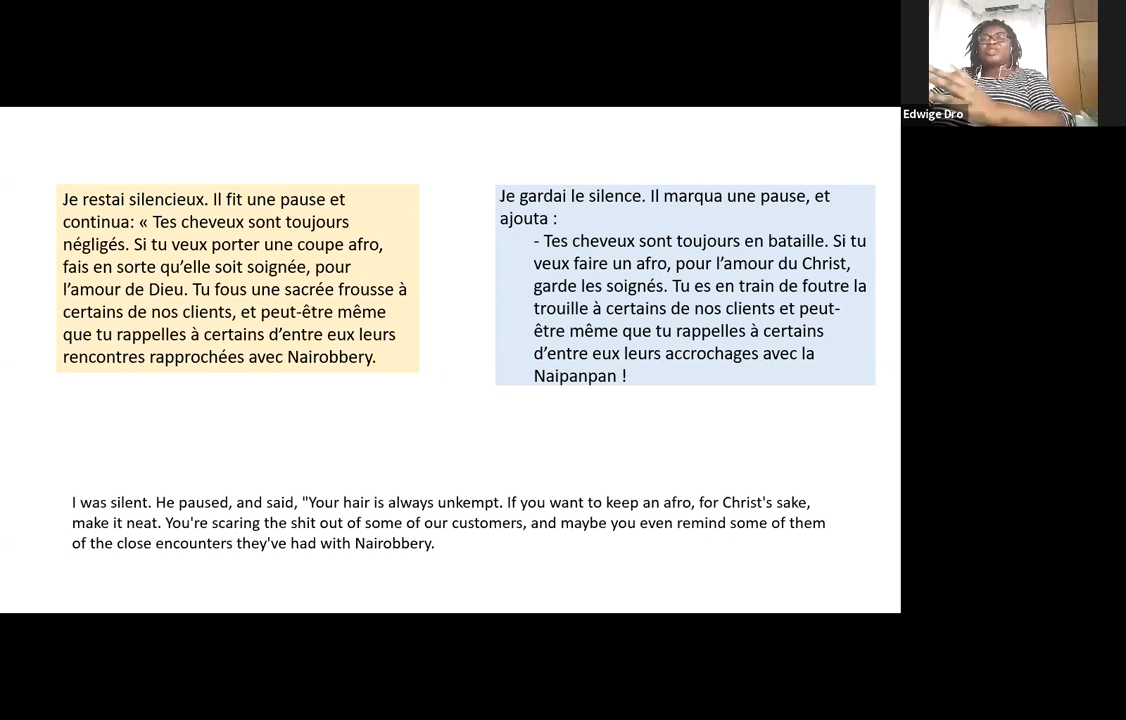 Edwige Dro
Je restai silencieux. Il fit une pause et
continua: « Tes cheveux sont toujours
négligés. Si tu veux porter une coupe afro,
fais en sorte qu’elle soit soignée, pour
l’amour de Dieu. Tu fous une sacrée frousse à
certains de nos clients, et peut-être même
que tu rappelles à certains d’entre eux leurs
rencontres rapprochées avec Nairobbery.
Je gardai le silence. Il marqua une pause, et
ajouta :
- Tes cheveux sont toujours en bataille. Si tu
veux faire un afro, pour l’amour du Christ,
garde les soignés. Tu es en train de foutre la
trouille à certains de nos clients et peut-
être même que tu rappelles à certains
d’entre eux leurs accrochages avec la
Naipanpan !
I was silent. He paused, and said, "Your hair is always unkempt. If you want to keep an afro, for Christ's sake,
make it neat. You're scaring the shit out of some of our customers, and maybe you even remind some of them
of the close encounters they've had with Nairobbery.